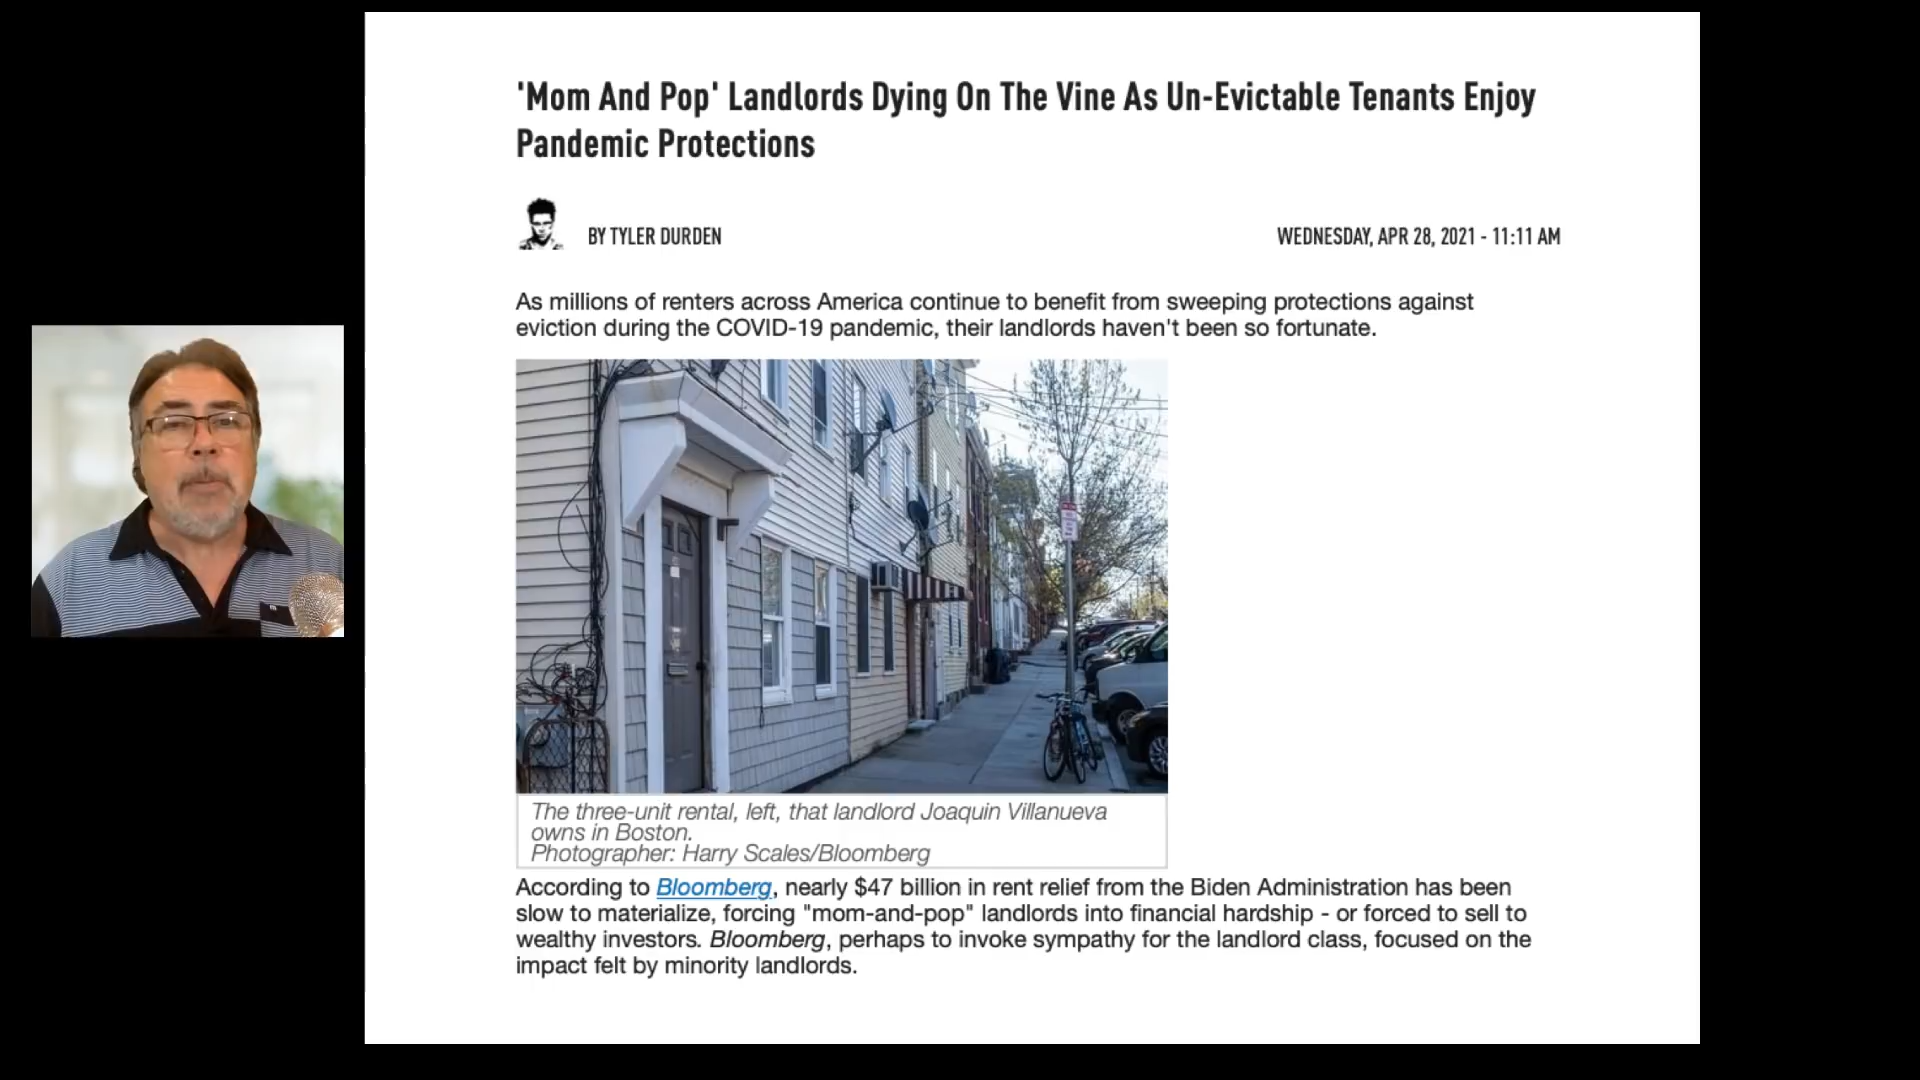 'Mom And Pop' Landlords Dying On The Vine As Un-Evictable Tenants Enjoy
Pandemic Protections
BY TYLER DURDEN
WEDNESDAY, APR 28, 2021 - 11:11 AM
As millions of renters across America continue to benefit from sweeping protections against
eviction during the COVID-19 pandemic, their landlords haven't been so fortunate.
The three-unit rental, left, that landlord Joaquin Villanueva
owns in Boston.
Photographer: Harry Scales/Bloomberg
According to Bloomberg, nearly $47 billion in rent relief from the Biden Administration has been
slow to materialize, forcing "mom-and-pop" landlords into financial hardship - or forced to sell to
wealthy investors. Bloomberg, perhaps to invoke sympathy for the landlord class, focused on the
impact felt by minority landlords.